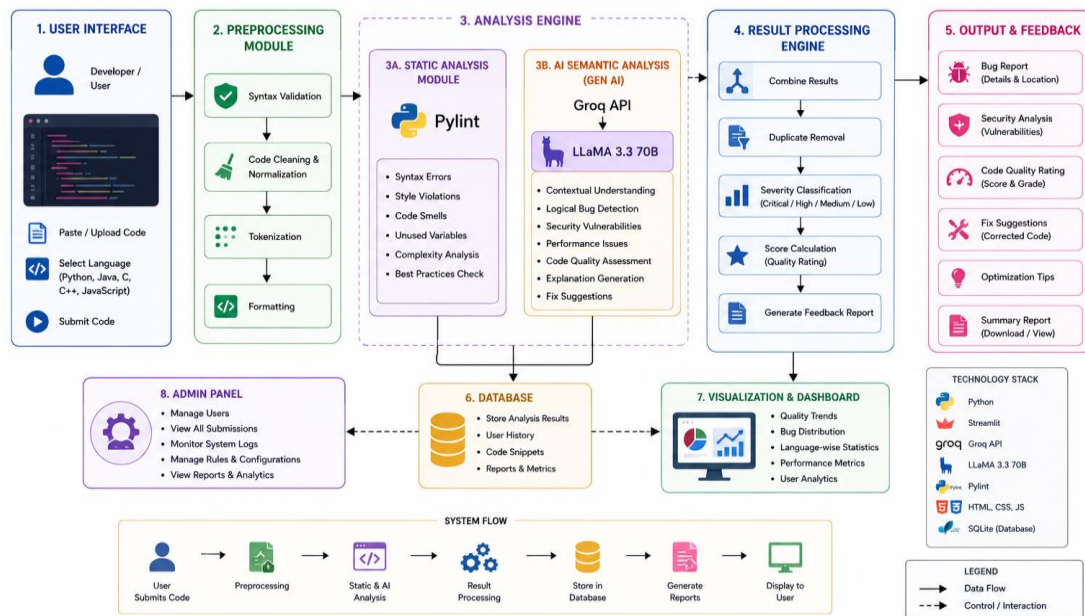 1. USER INTERFACE
Developer /
User
Paste / Upload Code
Select Language
(Python, Java, C,
C++, JavaScript)
Submit Code
2. PREPROCESSING
MODULE
Syntax Validation
Code Cleaning &
Normalization
Tokenization
Formatting
3. ANALYSIS ENGINE
3A. STATIC ANALYSIS
MODULE
Pylint
• Syntax Errors
• Style Violations
• Code Smells
• Unused Variables
• Complexity Analysis
• Best Practices Check
3B. AI SEMANTIC ANALYSIS
(GEN AI)
Groq API
LLaMA 3.3 70B
• Contextual Understanding
• Logical Bug Detection
• Security Vulnerabilities
• Performance Issues
• Code Quality Assessment
• Explanation Generation
• Fix Suggestions
4. RESULT PROCESSING
ENGINE
Combine Results
Duplicate Removal
Severity Classification
(Critical / High / Medium / Low)
Score Calculation
(Quality Rating)
Generate Feedback Report
5. OUTPUT & FEEDBACK
Bug Report
(Details & Location)
Security Analysis
(Vulnerabilities)
Code Quality Rating
(Score & Grade)
Fix Suggestions
(Corrected Code)
Optimization Tips
Summary Report
(Download / View)
8. ADMIN PANEL
• Manage Users
• View All Submissions
• Monitor System Logs
• Manage Rules & Configurations
• View Reports & Analytics
6. DATABASE
• Store Analysis Results
• User History
• Code Snippets
• Reports & Metrics
7. VISUALIZATION & DASHBOARD
• Quality Trends
• Bug Distribution
• Language-wise Statistics
• Performance Metrics
• User Analytics
TECHNOLOGY STACK
Python
Streamlit
groq Groq API
LLaMA 3.3 70B
Pylint Pylint
HTML, CSS, JS
SQLite (Database)
SYSTEM FLOW
User
Submits Code
Preprocessing
Static & AI
Analysis
Result
Processing
Store in
Database
Generate
Reports
Display to
User
LEGEND
Data Flow
Control / Interaction